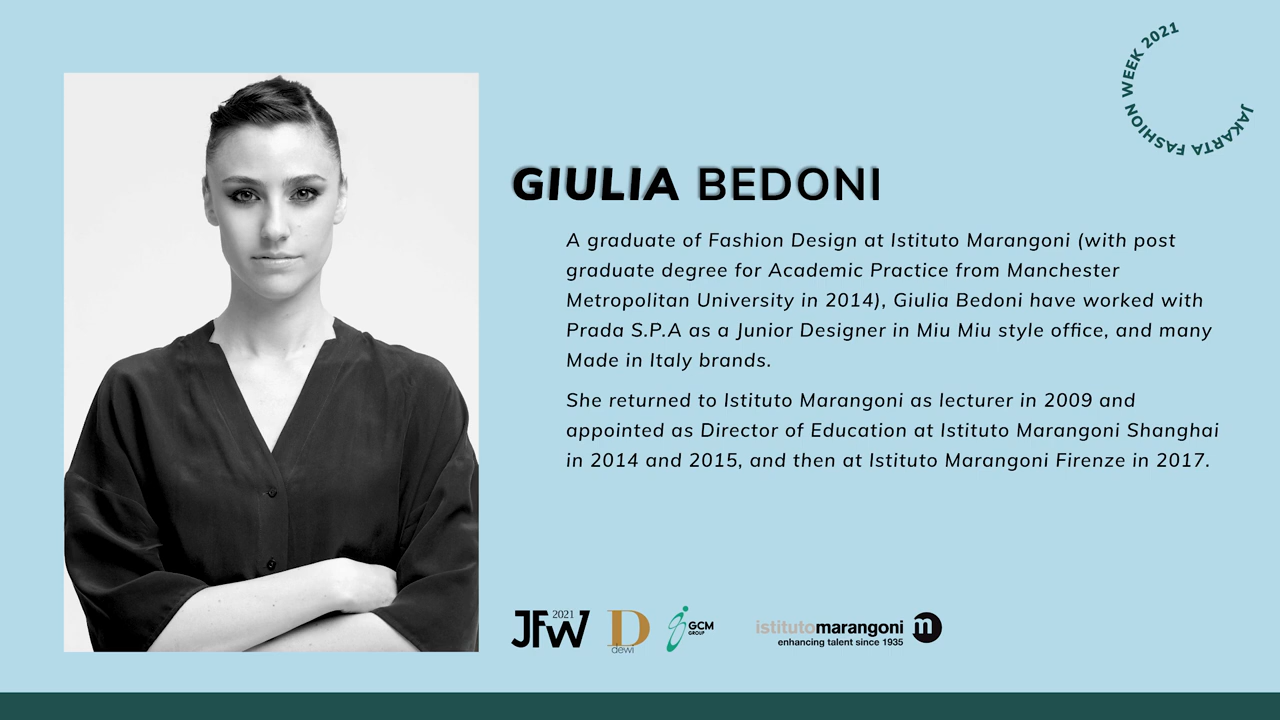 JAKARTA FASHION WEEK 2021
GIULIA BEDONI
A graduate of Fashion Design at Istituto Marangoni (with post
graduate degree for Academic Practice from Manchester
Metropolitan University in 2014), Giulia Bedoni have worked with
Prada S.P.A as a Junior Designer in Miu Miu style office, and many
Made in Italy brands.
She returned to Istituto Marangoni as lecturer in 2009 and
appointed as Director of Education at Istituto Marangoni Shanghai
in 2014 and 2015, and then at Istituto Marangoni Firenze in 2017.
JFW 2021
D
dewi
GCM
GROUP
istitutomarangoni m
enhancing talent since 1935